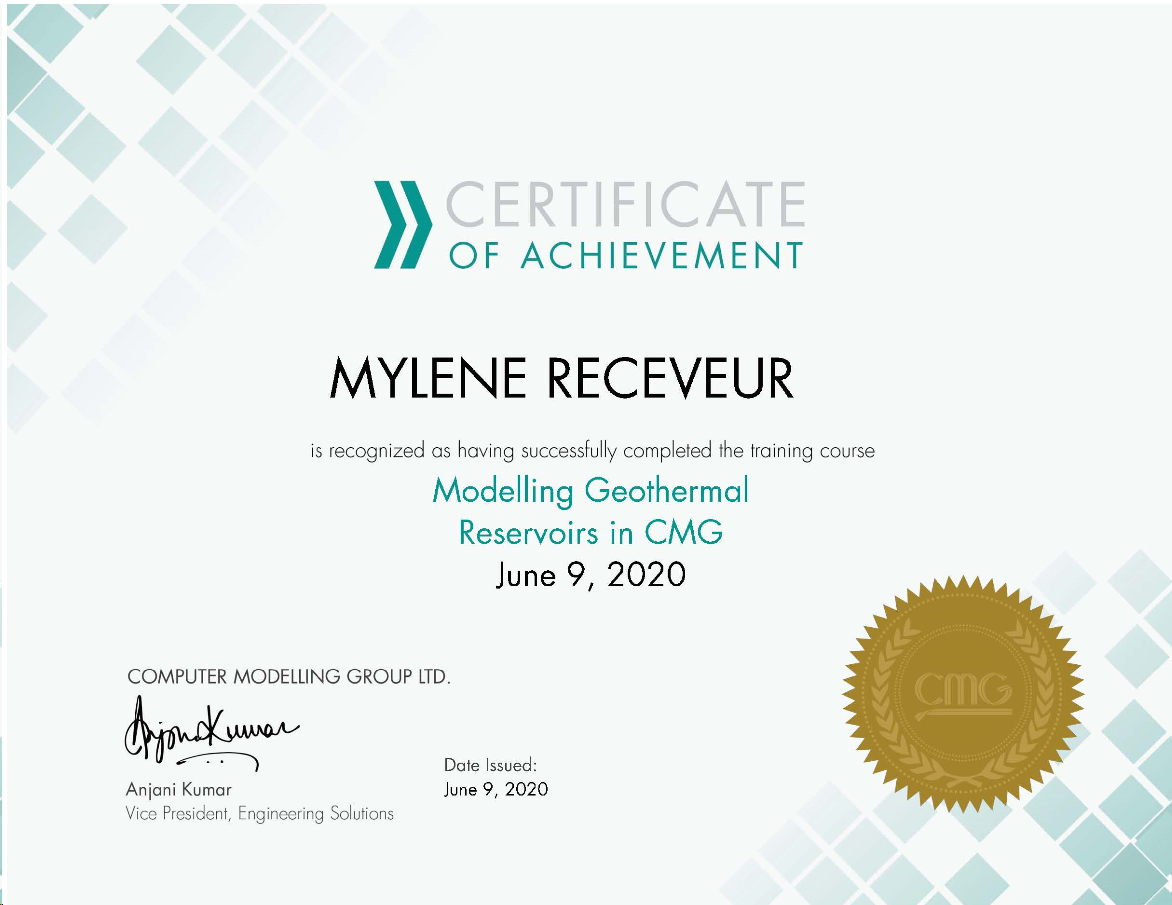 CERTIFICATE
OF ACHIEVEMENT
MYLENE RECEVEUR
is recognized as having successfully completed the training course
Modelling Geothermal
Reservoirs in CMG
June 9, 2020
COMPUTER MODELLING GROUP LTD.
Anjani Kumar
Anjani Kumar
Vice President, Engineering Solutions
Date Issued:
June 9, 2020
CMG